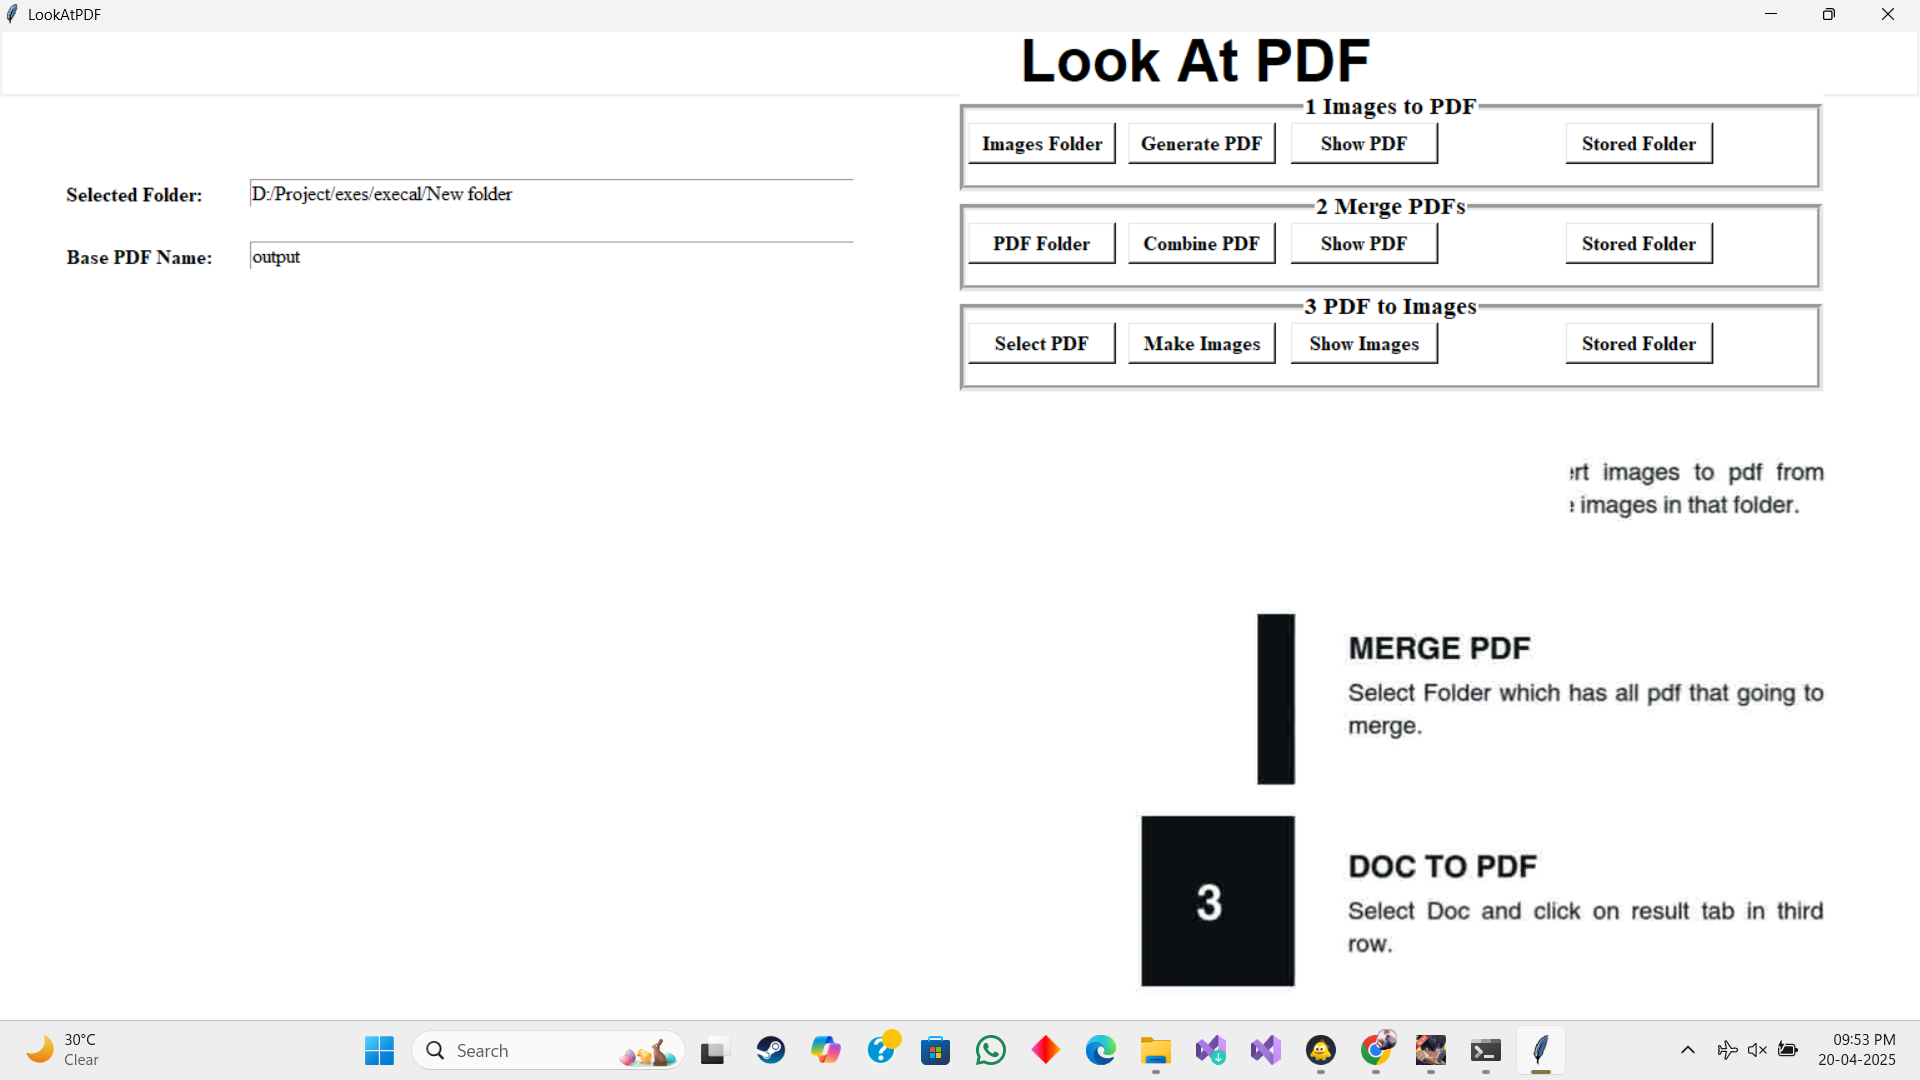 LookAtPDF
Look At PDF
1 Images to PDF
Images Folder Generate PDF Show PDF Stored Folder
Selected Folder: D:/Project/exes/execal/New folder
2 Merge PDFs
PDF Folder Combine PDF Show PDF Stored Folder
Base PDF Name: output
3 PDF to Images
Select PDF Make Images Show Images Stored Folder
images to pdf from
images in that folder.
MERGE PDF
Select Folder which has all pdf that going to
merge.
3
DOC TO PDF
Select Doc and click on result tab in third
row.
30°C
Clear
Search
09:53 PM
20-04-2025